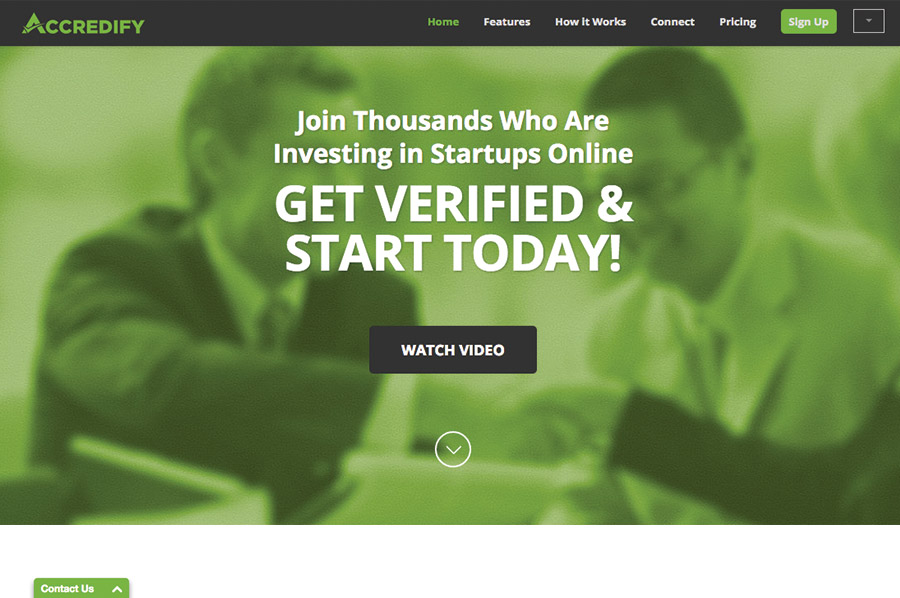 ACCREDIFY
Home Features How it Works Connect Pricing Sign Up
Join Thousands Who Are
Investing in Startups Online
GET VERIFIED &
START TODAY!
WATCH VIDEO
Contact Us